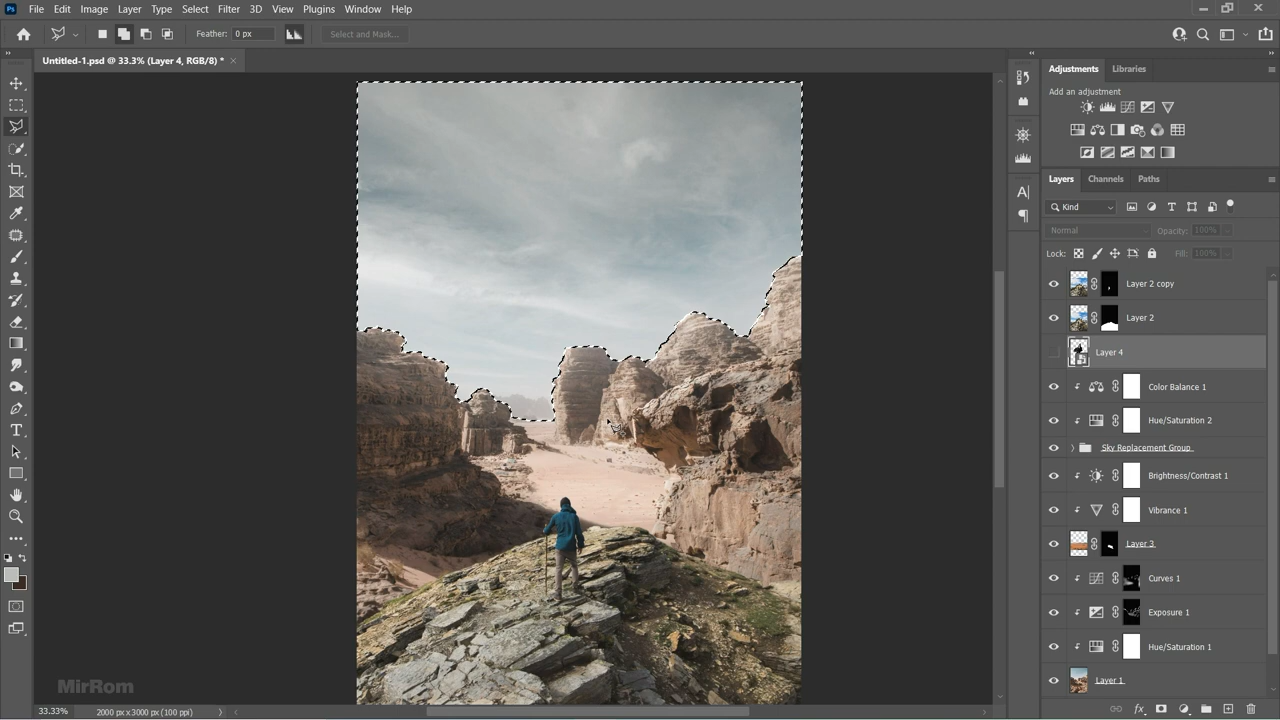 Ps File Edit Image Layer Type Select Filter 3D View Plugins Window Help
Feather: 0 px Select and Mask...
Untitled-1.psd @ 33.3% (Layer 4, RGB/8) *
Adjustments Libraries
Add an adjustment
Layers Channels Paths
Kind
Normal Opacity: 100%
Lock: Fill: 100%
Layer 2 copy
Layer 2
Layer 4
Color Balance 1
Hue/Saturation 2
Sky Replacement Group
Brightness/Contrast 1
Vibrance 1
Layer 3
Curves 1
Exposure 1
Hue/Saturation 1
Layer 1
MirRom
33.33% 2000 px x 3000 px (100 ppi)